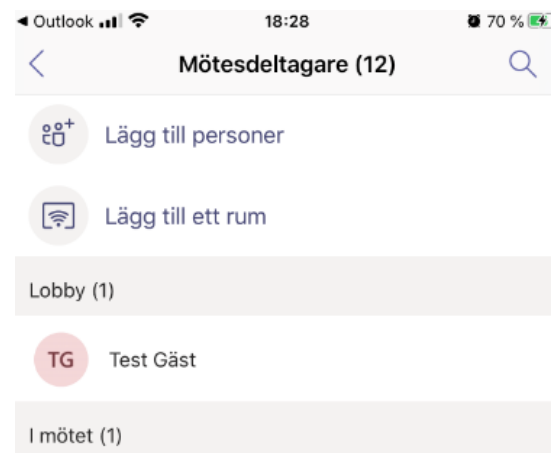 Outlook 18:28 70 %
Mötesdeltagare (12)
Lägg till personer
Lägg till ett rum
Lobby (1)
TG Test Gäst
I mötet (1)